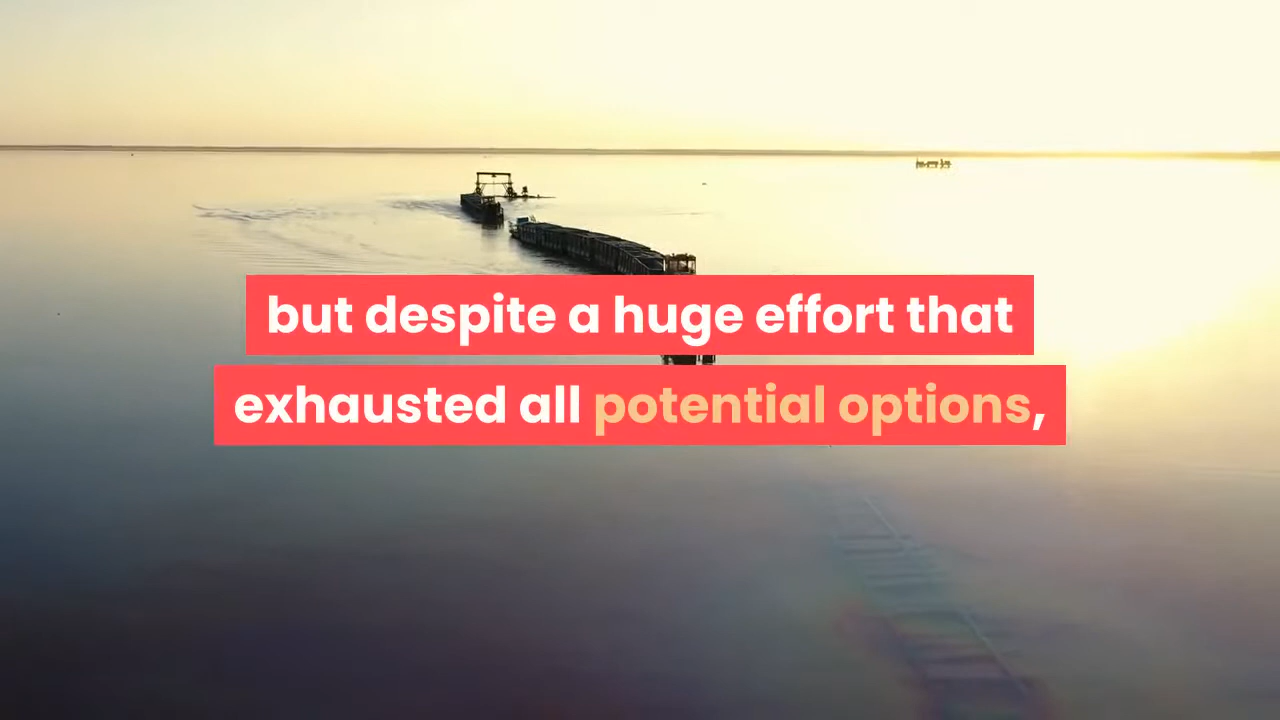 but despite a huge effort that
exhausted all potential options,